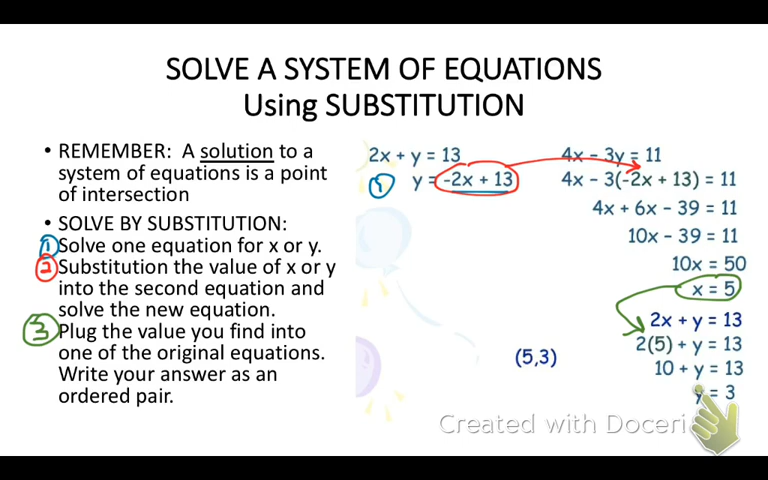 SOLVE A SYSTEM OF EQUATIONS
Using SUBSTITUTION
• REMEMBER: A solution to a
system of equations is a point
of intersection
• SOLVE BY SUBSTITUTION:
1 Solve one equation for x or y.
2 Substitution the value of x or y
into the second equation and
solve the new equation.
3 Plug the value you find into
one of the original equations.
Write your answer as an
ordered pair.
2x + y = 13
1 y = -2x + 13
4x - 3y = 11
4x - 3(-2x + 13) = 11
4x + 6x - 39 = 11
10x - 39 = 11
10x = 50
x = 5
2x + y = 13
2(5) + y = 13
10 + y = 13
y = 3
(5,3)
Created with Doceri